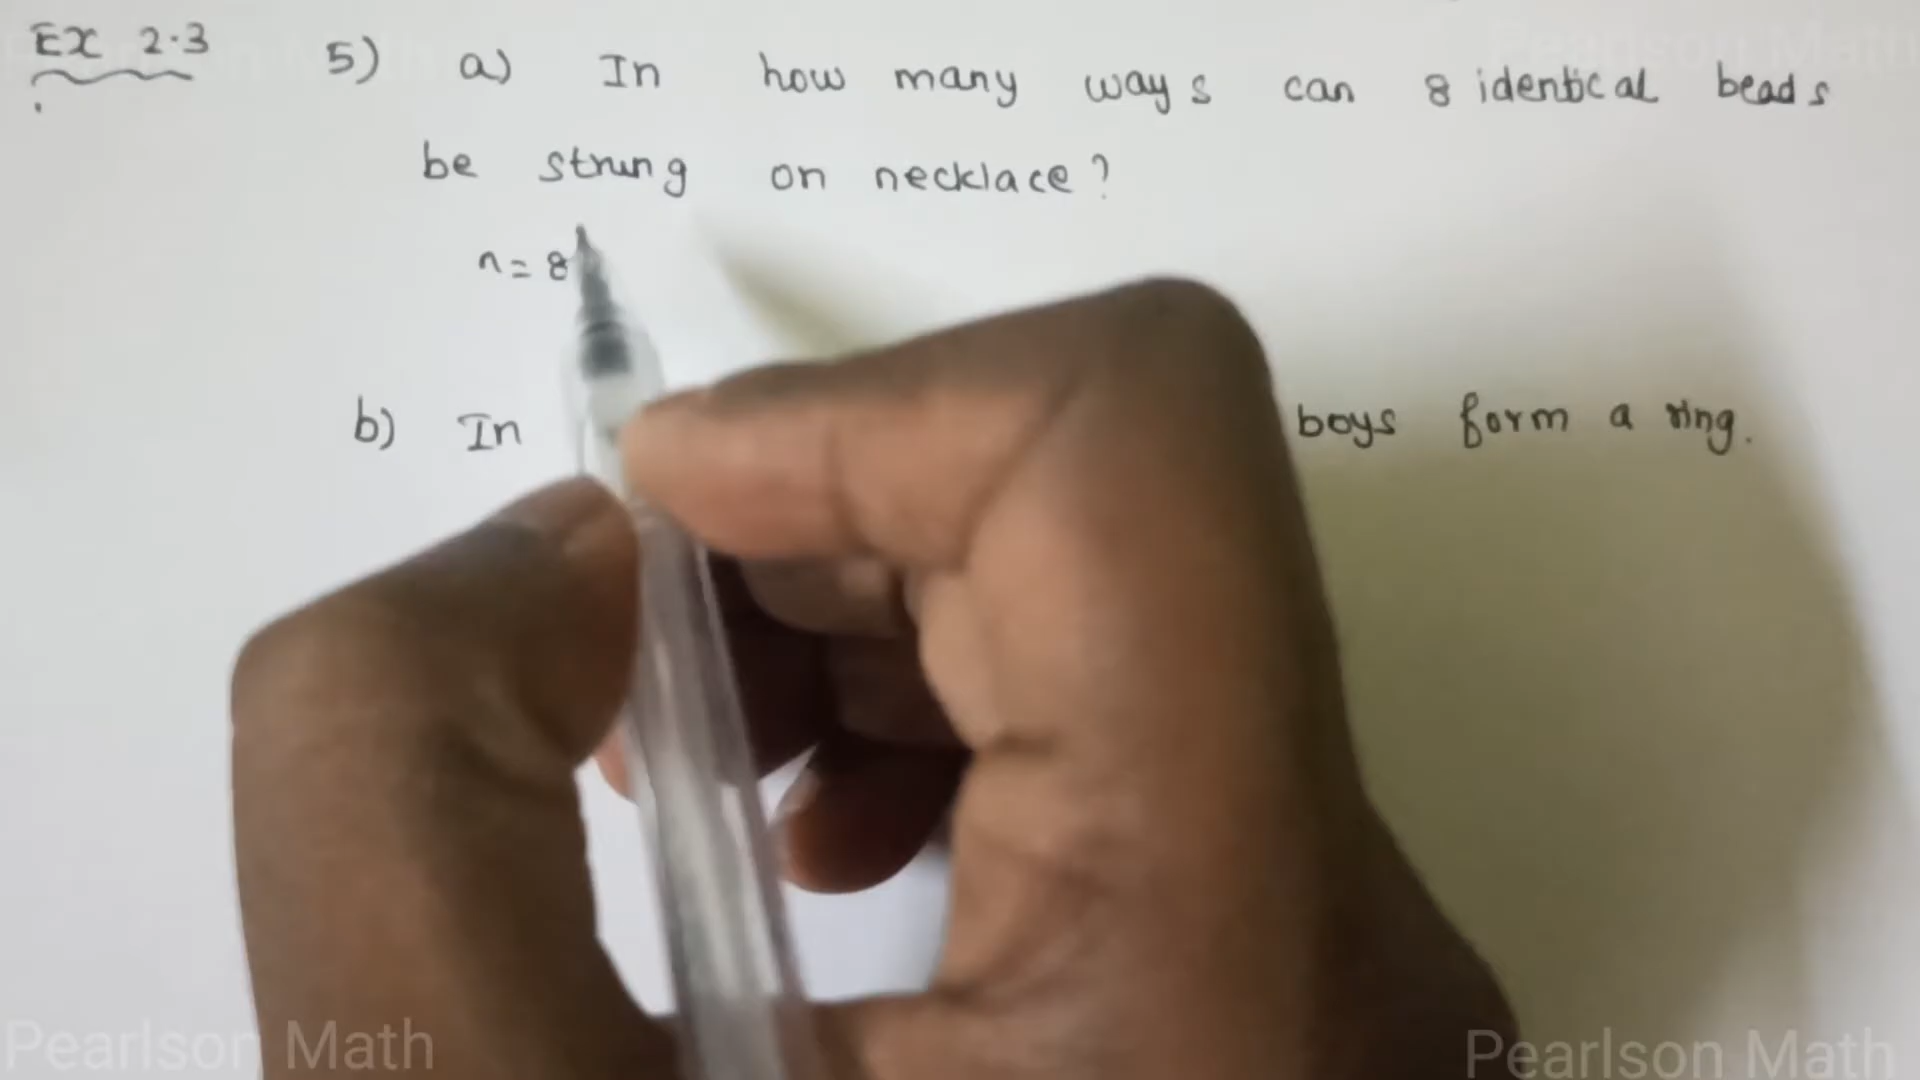 Ex 2.3 5) a) In how many ways can 8 identical beads
be strung on necklace?
n = 8
b) In boys form a ring.
Pearlson Math
Pearlson Math